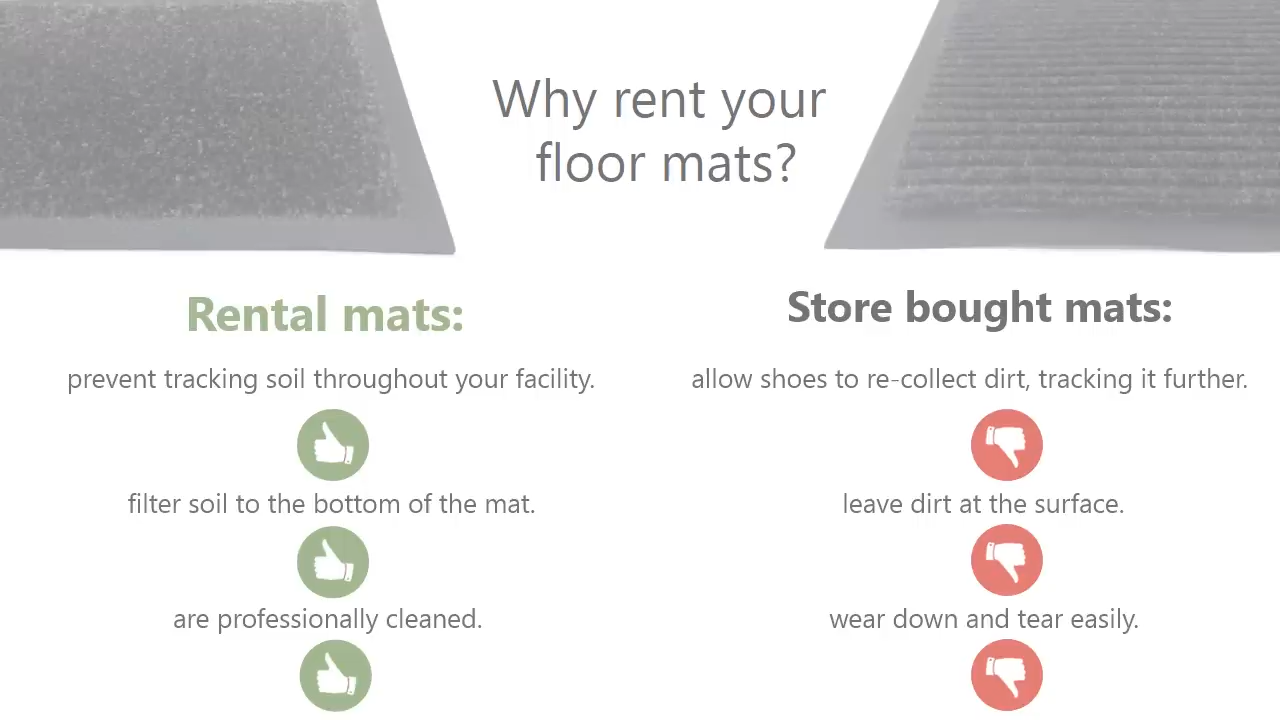 Why rent your
floor mats?
Rental mats:
prevent tracking soil throughout your facility.
filter soil to the bottom of the mat.
are professionally cleaned.
Store bought mats:
allow shoes to re-collect dirt, tracking it further.
leave dirt at the surface.
wear down and tear easily.